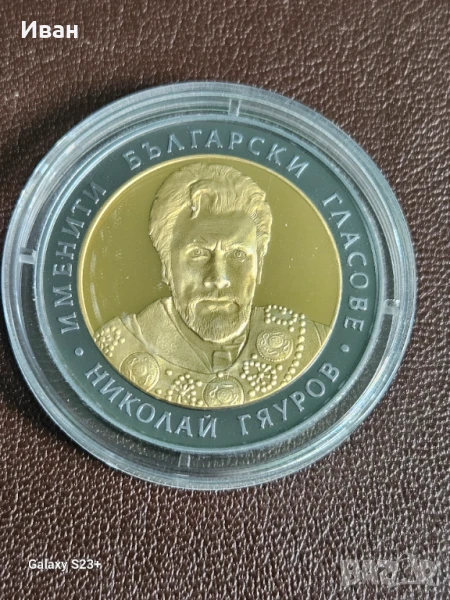 Иван
ИМЕНИТИ БЪЛГАРСКИ ГЛАСОВЕ
• НИКОЛАЙ ГЯУРОВ •
Galaxy S23+